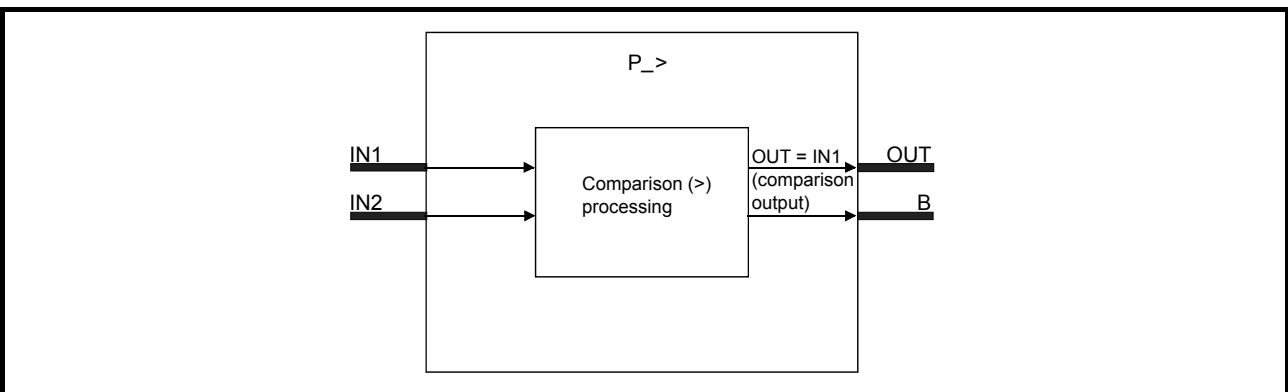 P_>
IN1
IN2
Comparison (>)
processing
OUT = IN1
(comparison
output)
OUT
B